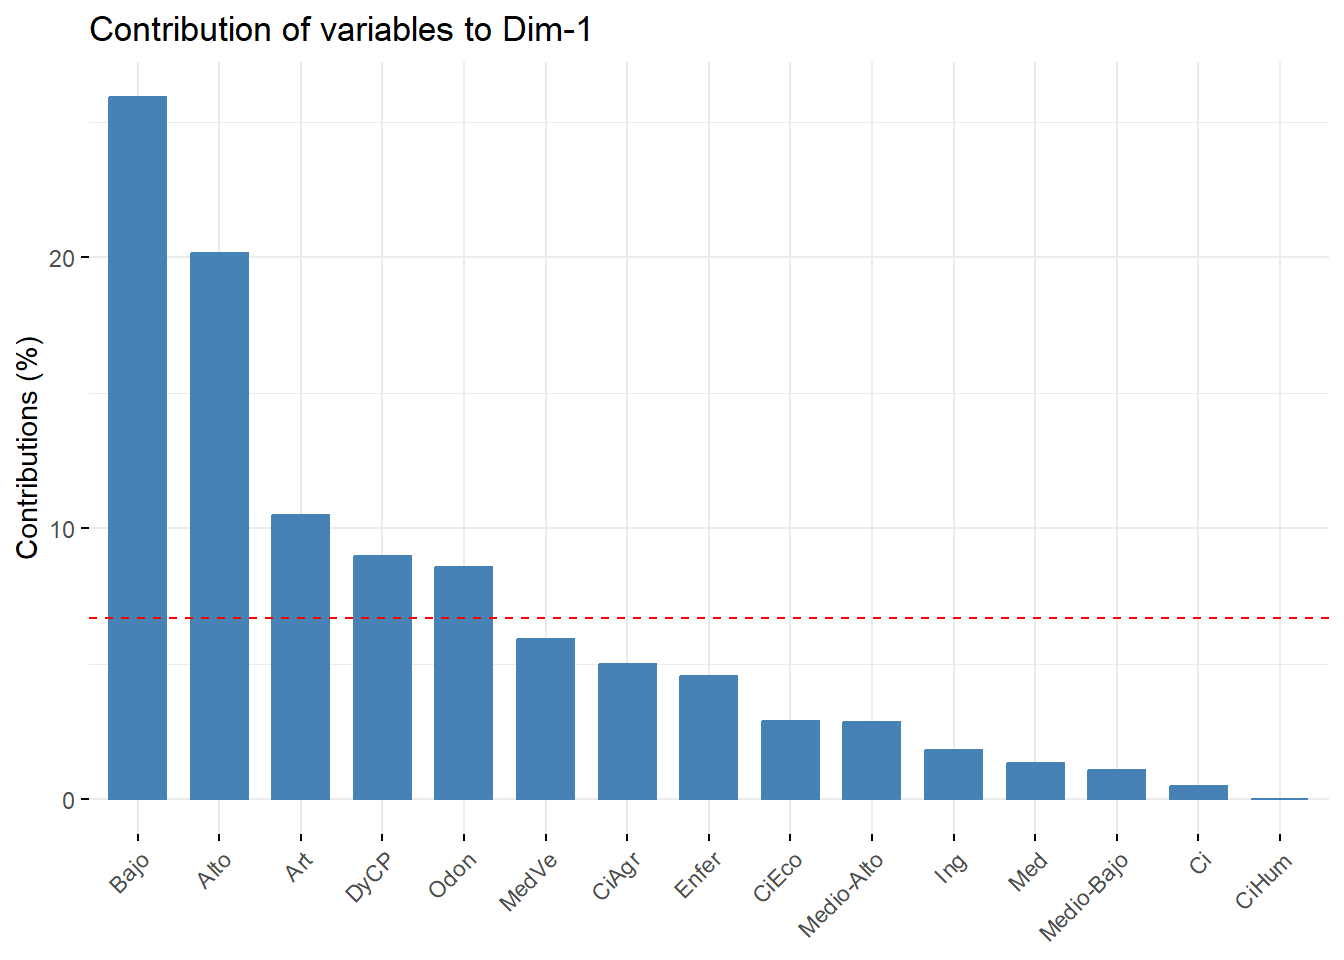 Contribution of variables to Dim-1
Contributions (%)
20
10
0
Bajo
Alto
Art
DyCP
Odon
MedVe
CiAgr
Enfer
CiEco
Medio-Alto
Ing
Med
Medio-Bajo
Ci
CiHum